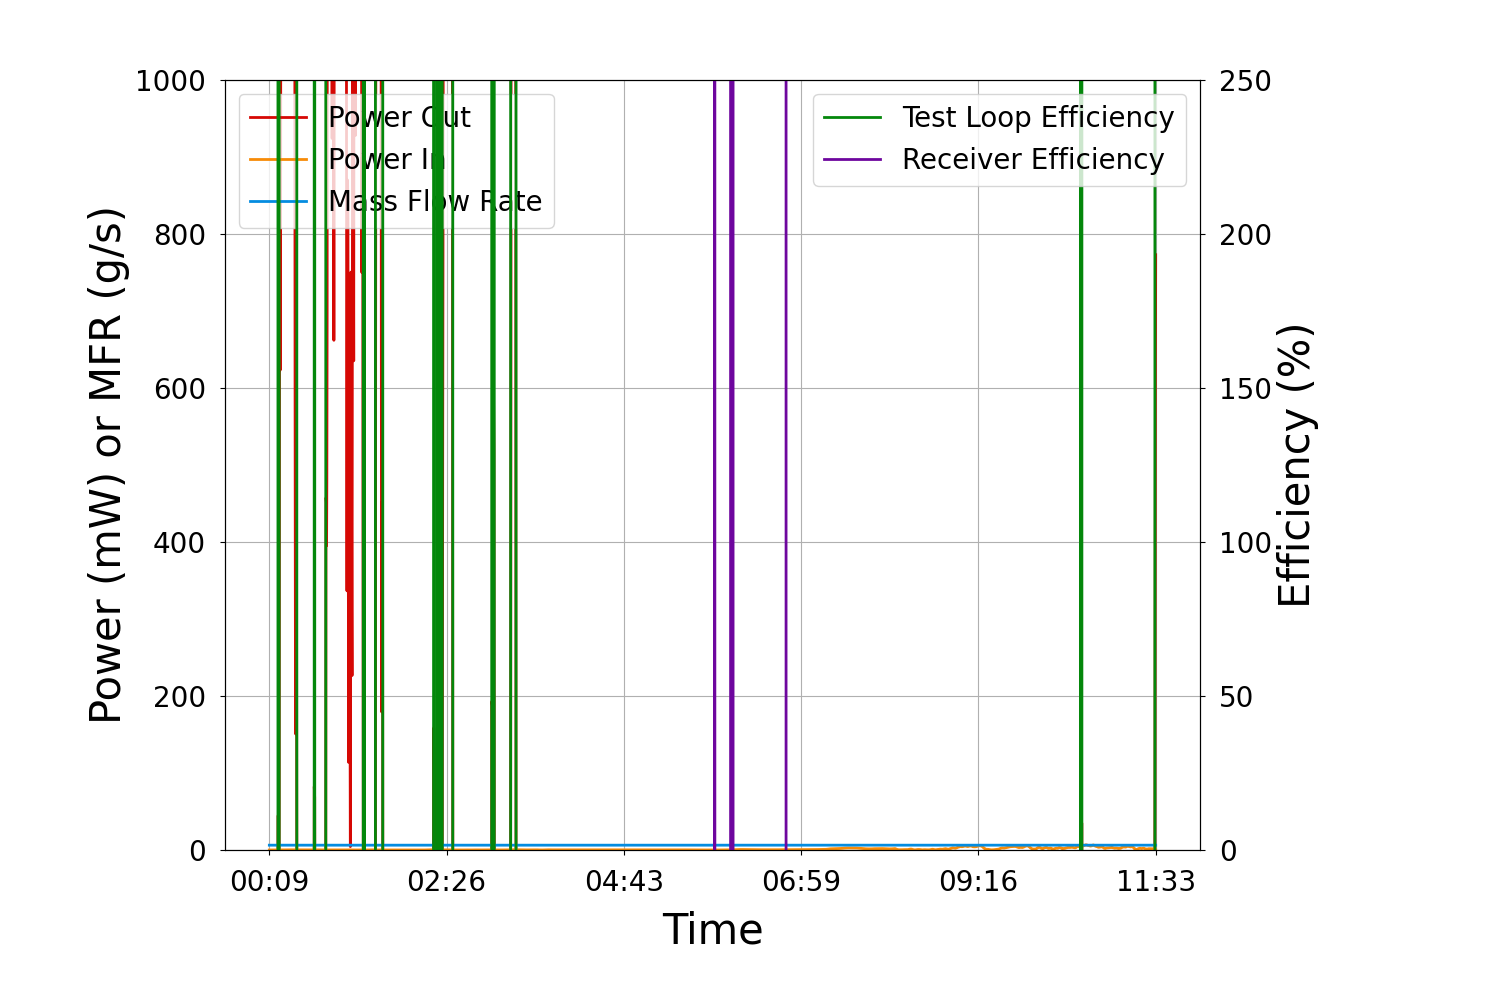 1000
800
600
400
200
0
Power (mW) or MFR (g/s)
Power Out
Power In
Mass Flow Rate
Test Loop Efficiency
Receiver Efficiency
250
200
150
100
50
0
Efficiency (%)
00:09 02:26 04:43 06:59 09:16 11:33
Time